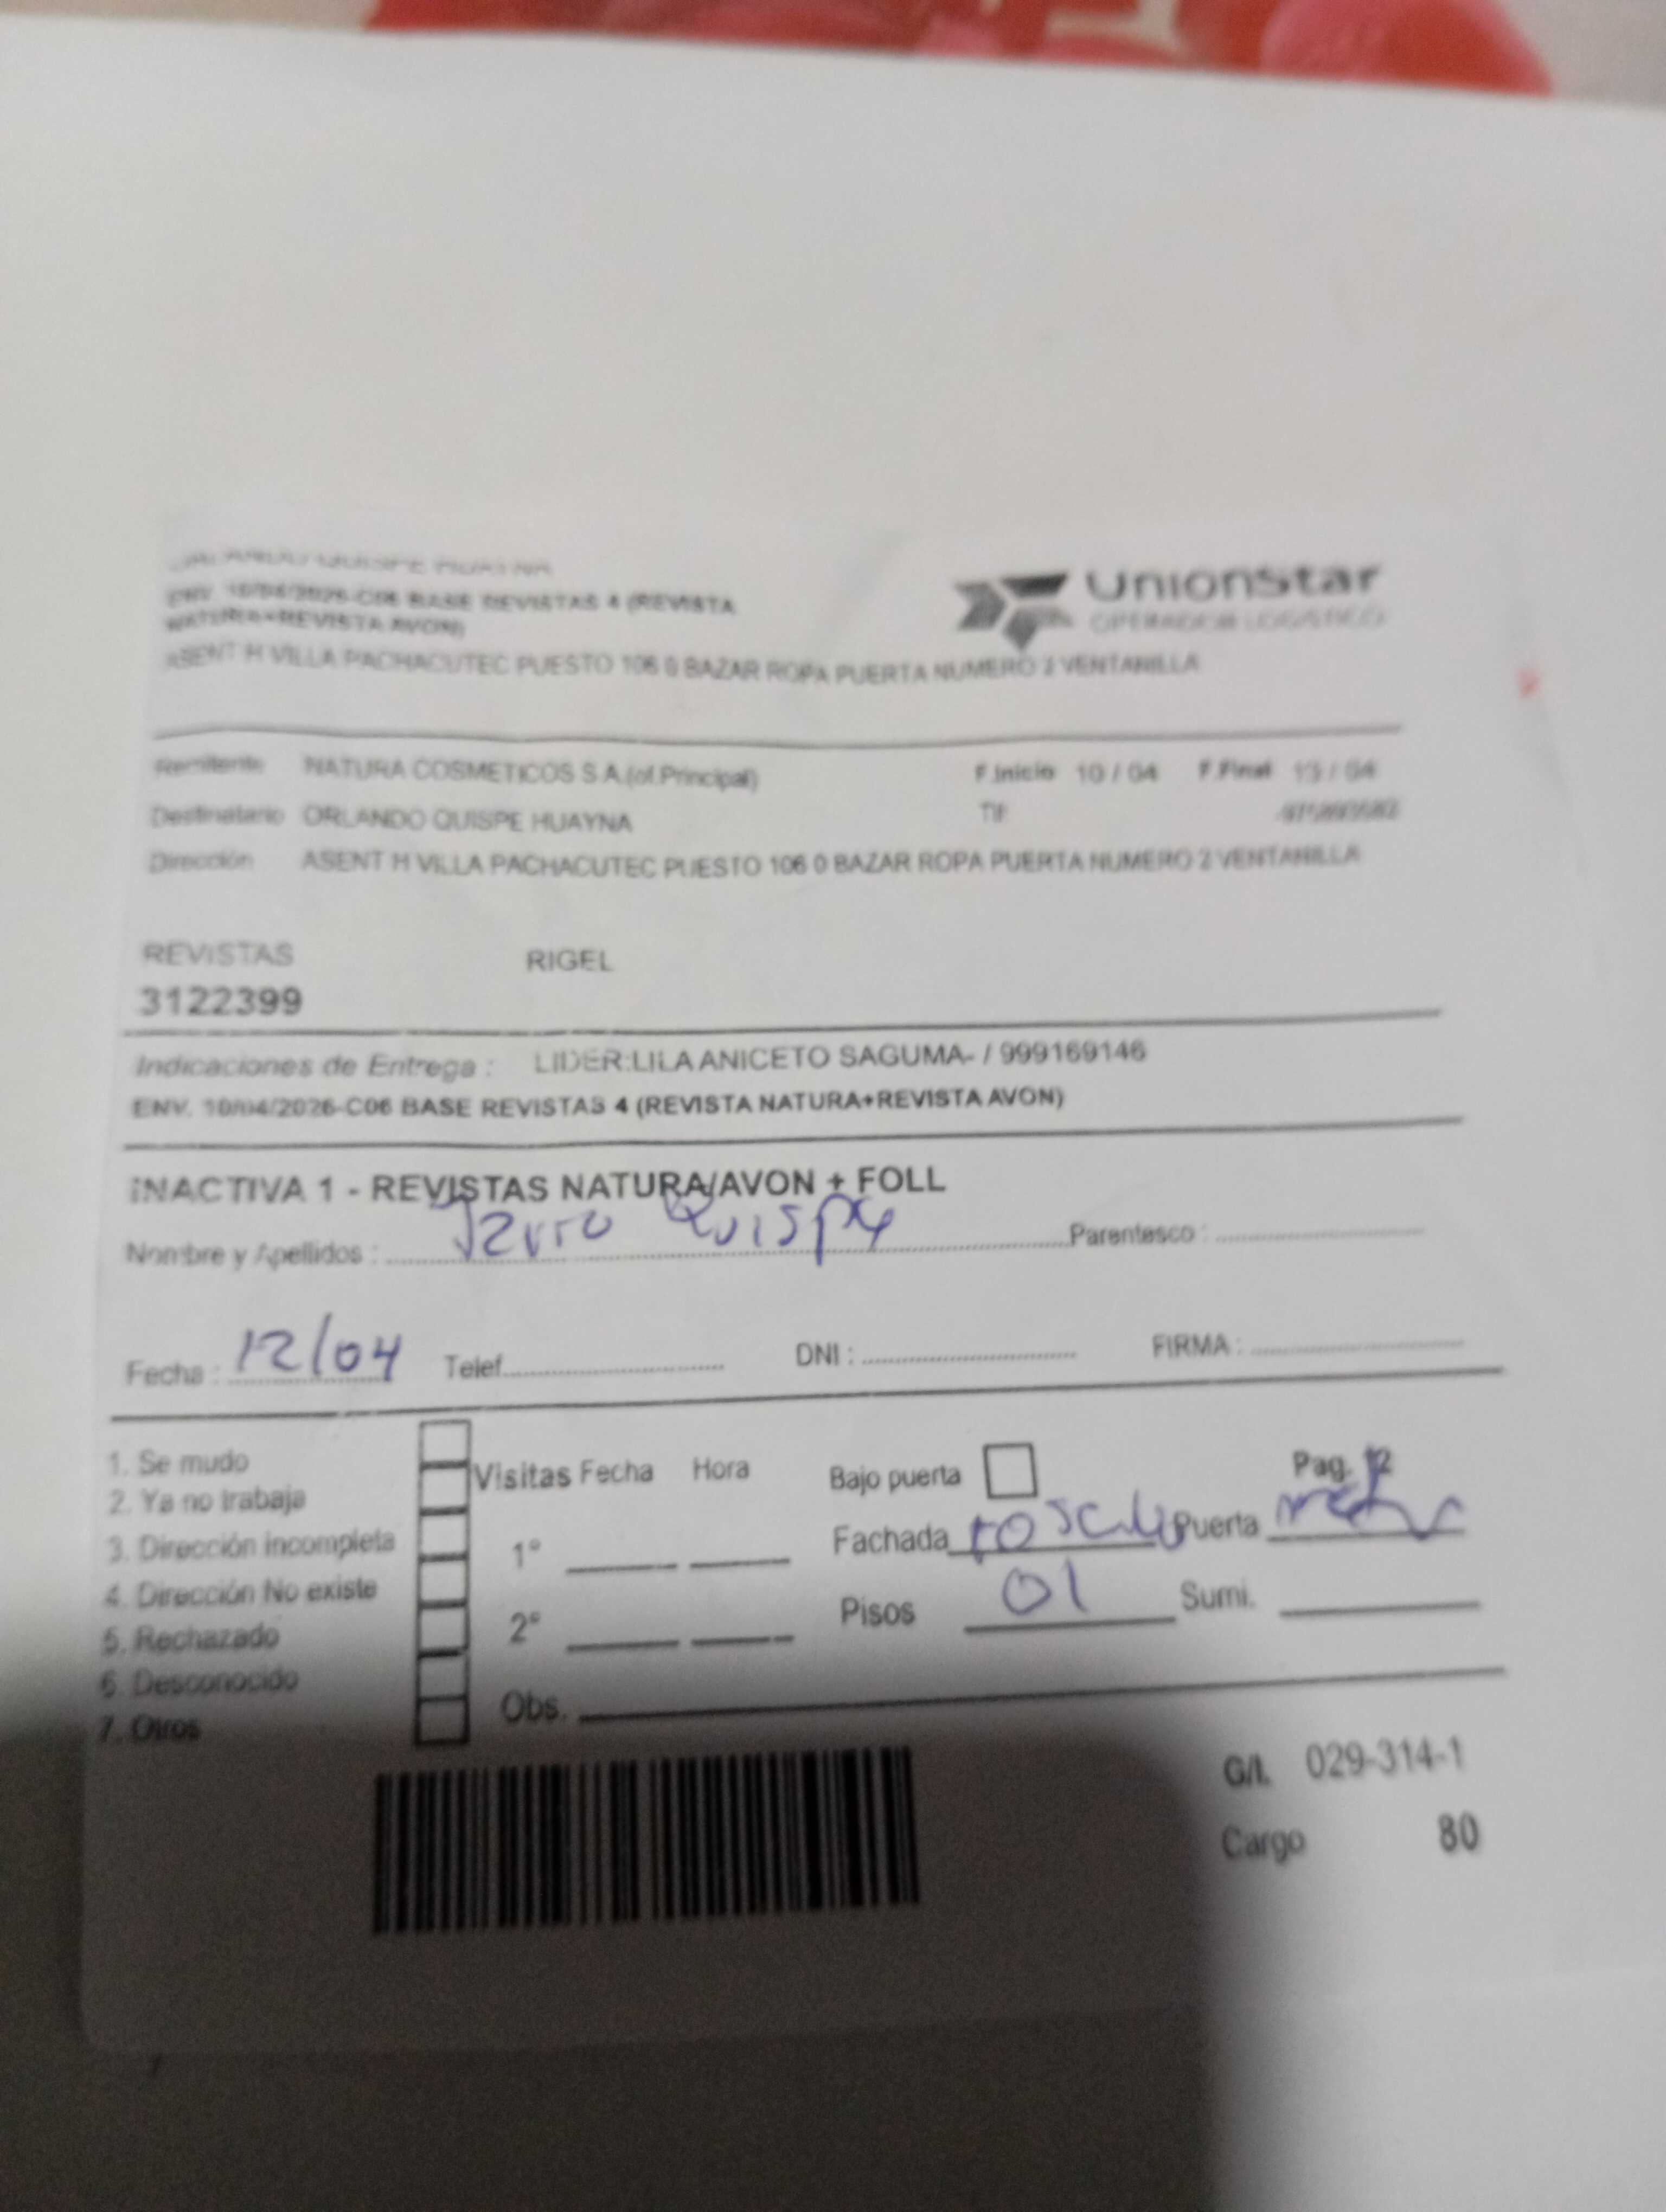 QUISPE HUAYNA
ENV. 10/04/2026-C06 BASE REVISTAS 4 (REVISTA
NATURA+REVISTA AVON)
UnionStar
OPERADOR LOGISTICO
ASENT H VILLA PACHACUTEC PUESTO 106 0 BAZAR ROPA PUERTA NUMERO 2 VENTANILLA
Remitente NATURA COSMETICOS S A.(of.Principal) F.Inicio 10 / 04 F.Final / 04
Destinatario ORLANDO QUISPE HUAYNA Tlf
Dirección ASENT H VILLA PACHACUTEC PUESTO 106 0 BAZAR ROPA PUERTA NUMERO 2 VENTANILLA
REVISTAS RIGEL
3122399
Indicaciones de Entrega : LIDER:LILA ANICETO SAGUMA- / 999169146
ENV. 10/04/2026-C06 BASE REVISTAS 4 (REVISTA NATURA+REVISTA AVON)
INACTIVA 1 - REVISTAS NATURA/AVON + FOLL
Nombre y Apellidos : Quispe Parentesco :
Fecha : 12/04 Telef. DNI : FIRMA :
1. Se mudo
2. Ya no trabaja
3. Dirección incompleta
4. Dirección No existe
5. Rechazado
6. Desconocido
7. Otros
Visitas Fecha Hora
1°
2°
Obs.
Bajo puerta Pag.
Fachada Puerta
Pisos 01 Sumi.
G/I. 029-314-1
Cargo 80